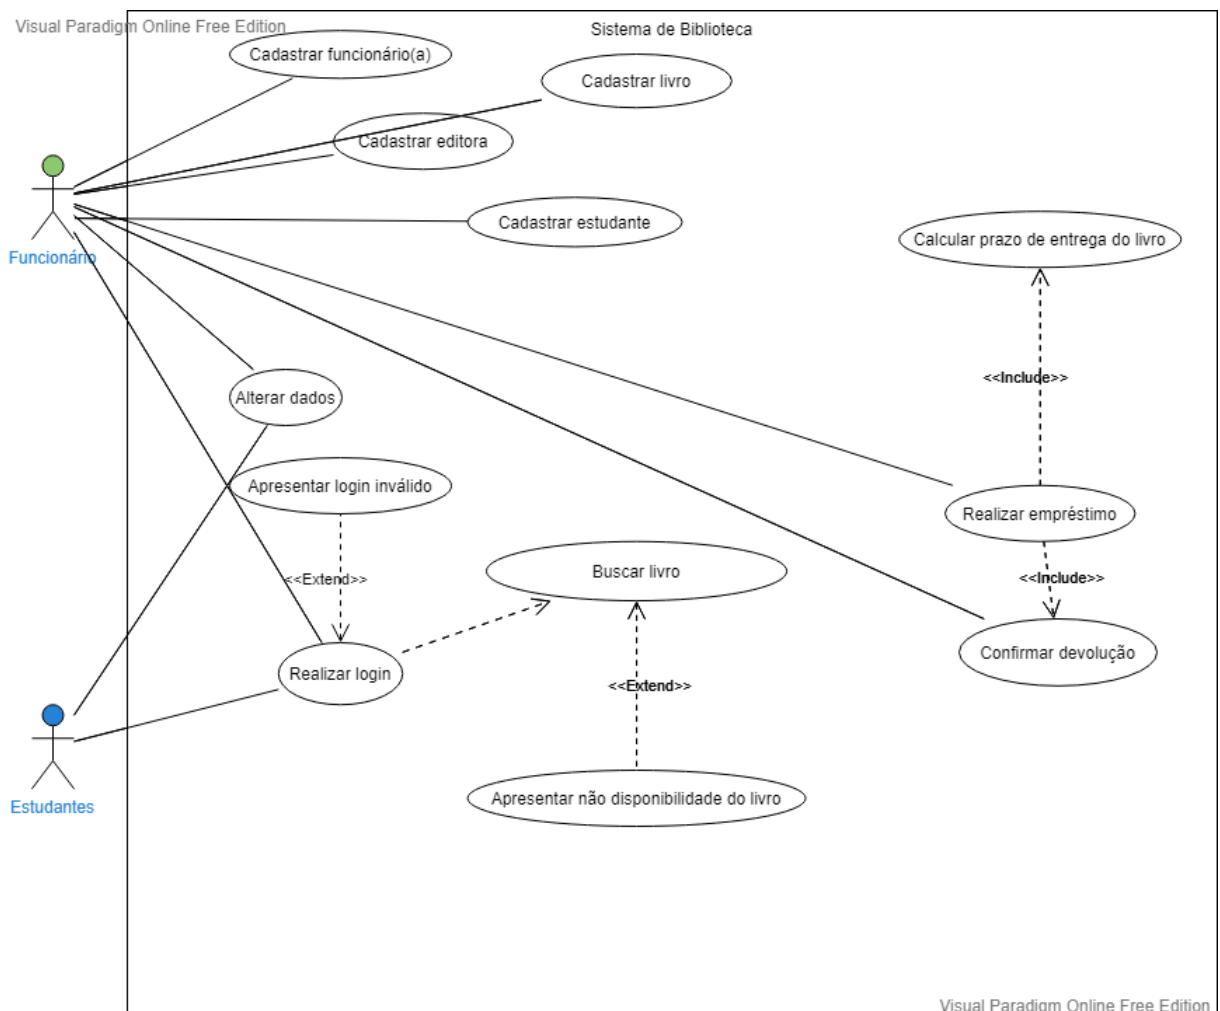 Visual Paradigm Online Free Edition
Sistema de Biblioteca
Cadastrar funcionário(a)
Cadastrar livro
Cadastrar editora
Cadastrar estudante
Calcular prazo de entrega do livro
Funcionário
<<Include>>
Alterar dados
Apresentar login inválido
Realizar empréstimo
<<Extend>>
Buscar livro
<<Include>>
Confirmar devolução
Realizar login
<<Extend>>
Estudantes
Apresentar não disponibilidade do livro
Visual Paradigm Online Free Edition